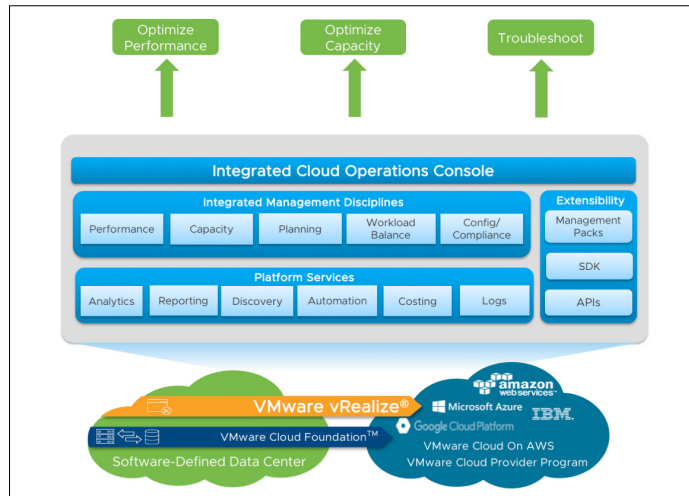 Optimize
Performance
Optimize
Capacity
Troubleshoot
Integrated Cloud Operations Console
Integrated Management Disciplines
Performance
Capacity
Planning
Workload
Balance
Config/
Compliance
Extensibility
Management
Packs
SDK
APIs
Platform Services
Analytics
Reporting
Discovery
Automation
Costing
Logs
VMware vRealize®
VMware Cloud Foundation™
Software-Defined Data Center
amazon
web services™
Microsoft Azure
IBM
Google Cloud Platform
VMware Cloud On AWS
VMware Cloud Provider Program